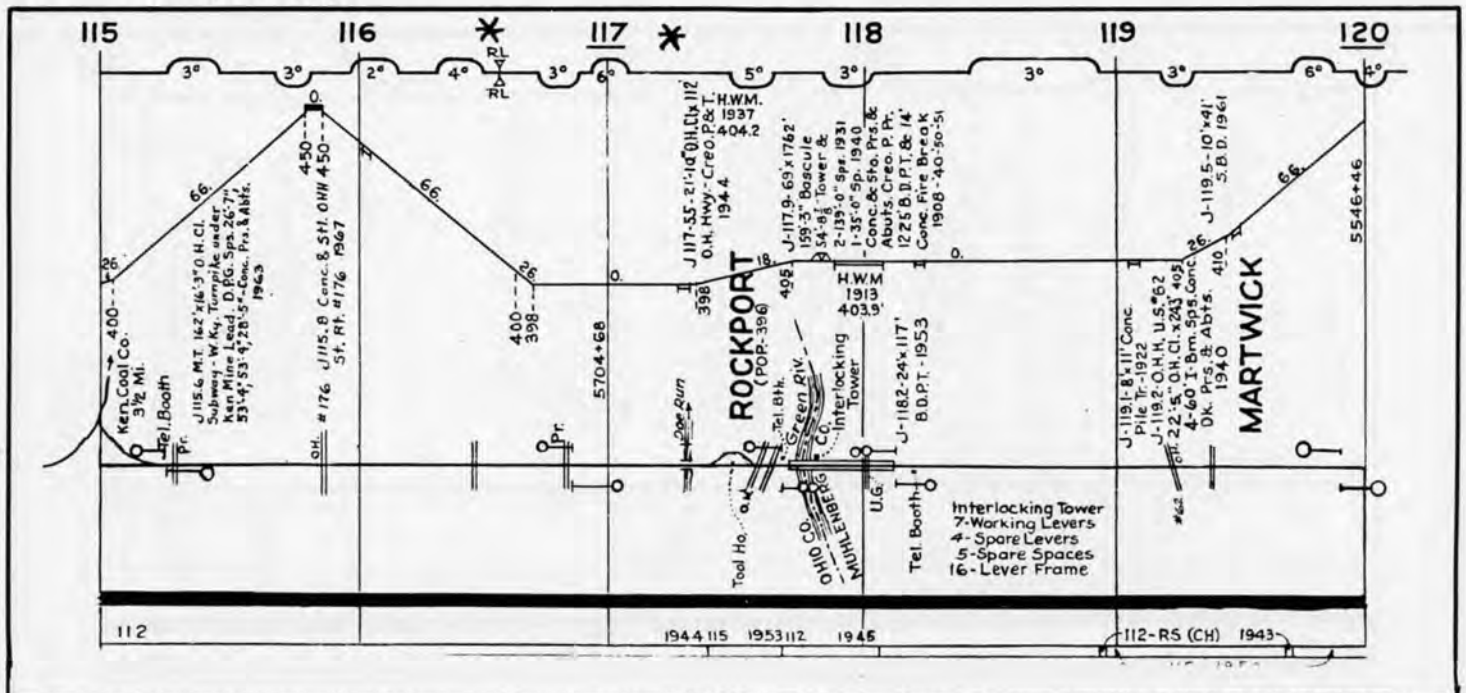 115 116 * 117 * 118 119 120
3° 3° 2° 4° RL 3° 6° 5° 3° 3° 3° 6° 4°
RL
26.
400
66.
0.
450
450
66.
26.
400
398
0.
5704+68
398
18.
405
0.
26.
405
410
66.
5546+46
Ken. Coal Co.
3½ Mi.
Tel. Booth
Pr.
J115.6 M.T. 162'x16'-3" O.H. Cl.
Subway - W. Ky. Turnpike under
Ken Mine Lead. D.P.G. Sps. 26'-7"
53'-4", 53'-4", 28'-5"-Conc. Prs. & Abts.
1963
O.H. #176
J115.8 Conc. & Stl. OHH
St. Rt. #176 1967
Pr.
J117.55-21'-10" O.H. Cl x 112
O.H. Hwy.- Creo. P.& T.
1944
H.W.M.
1937
404.2
Doe Run
ROCKPORT
(POP.-396)
Tool Ho.
Tel. Bth.
J-117.9-69'x1762'
159'-3" Bascule
54'-8⅛" Tower &
2-139'-0" Sps. 1931
1-35'-0" Sp. 1940
Conc. & Sto. Prs. &
Abuts. Creo. P. Pr.
1225' B.D.P.T. & 14'
Conc. Fire Break
1908-'40-'50-51
H.W.M
1913
403.9'
Green Riv.
Co.
Interlocking
Tower
OHIO CO.
MUHLENBERG
U.G.
J-118.2-24'x117'
B.D.P.T.-1953
Tel. Booth
Interlocking Tower
7-Working Levers
4-Spare Levers
5-Spare Spaces
16-Lever Frame
J-119.1-8'x11' Conc.
Pile Tr.-1922
J-119.2-O.H.H. U.S. #62
O.H. 22'-5" O.H. Cl. x 243'
4-60' I-Bm. Sps. Conc.
Dk. Prs. & Abts.
1940
#62
J-119.5-10'x41'
S.B.D. 1961
MARTWICK
112 1944 115 1953 112 1945 112-RS (CH) 1943